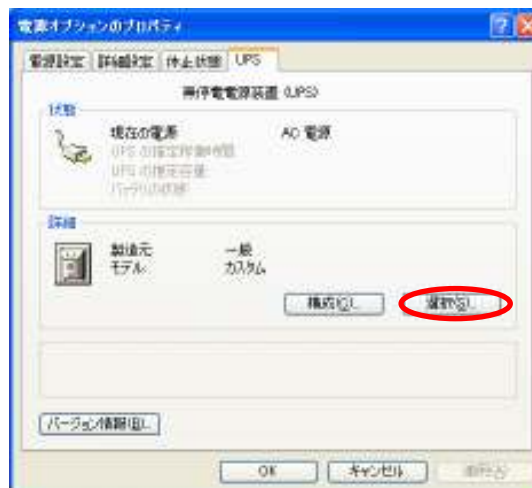 電源オプションのプロパティ
電源設定 詳細設定 休止状態 UPS
無停電電源装置 (UPS)
状態
現在の電源 AC 電源
UPS の推定稼働時間
UPS の推定容量
バッテリの状態
詳細
製造元 一般
モデル カスタム
構成(C)... 選択(S)...
バージョン情報(B)...
OK キャンセル 適用(A)